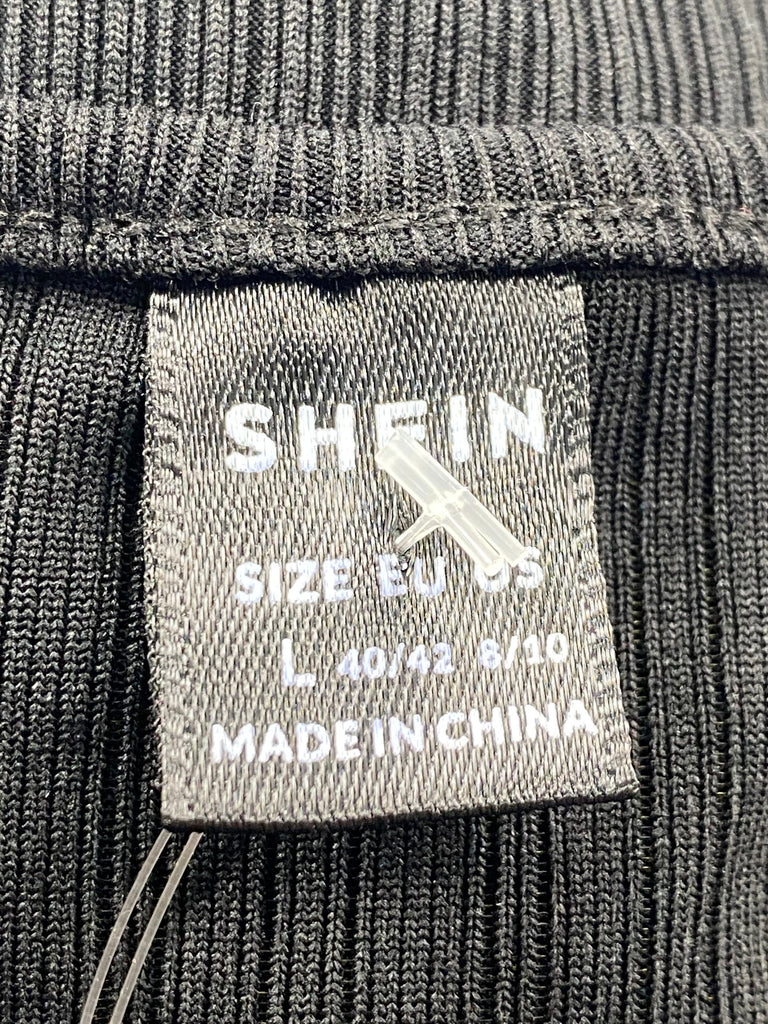 SHEIN
SIZE EU US
L 40/42 8/10
MADE IN CHINA